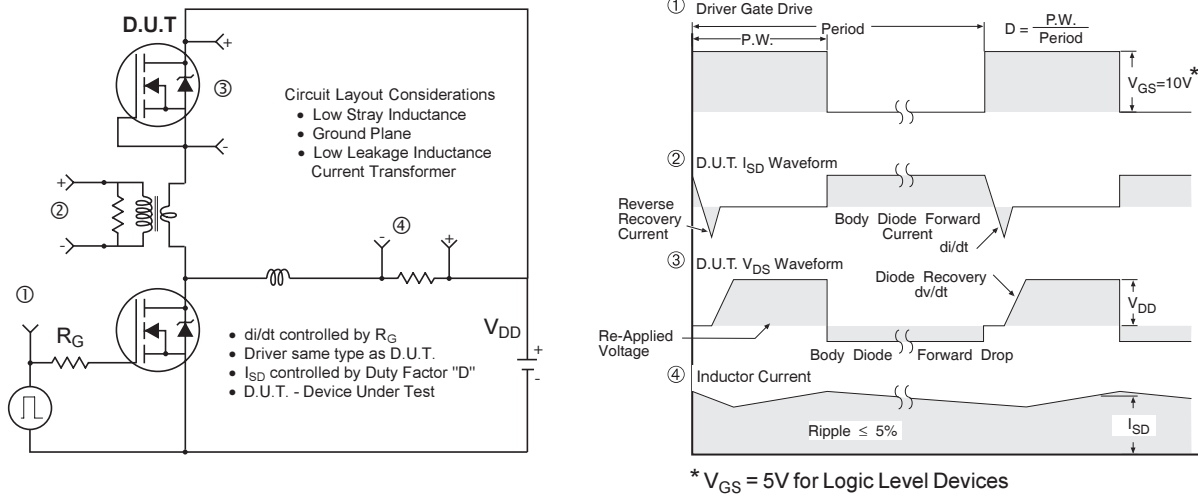 D.U.T
+
③
-
Circuit Layout Considerations
• Low Stray Inductance
• Ground Plane
• Low Leakage Inductance
Current Transformer
+
②
-
④
-
+
①
R_G
V_DD
+
-
• di/dt controlled by R_G
• Driver same type as D.U.T.
• I_SD controlled by Duty Factor "D"
• D.U.T. - Device Under Test
① Driver Gate Drive
P.W.
Period
D = P.W.
Period
V_GS=10V*
② D.U.T. I_SD Waveform
Reverse
Recovery
Current
Body Diode Forward
Current
di/dt
③ D.U.T. V_DS Waveform
Diode Recovery
dv/dt
V_DD
Re-Applied
Voltage
Body Diode Forward Drop
④ Inductor Current
Ripple ≤ 5%
I_SD
* V_GS = 5V for Logic Level Devices